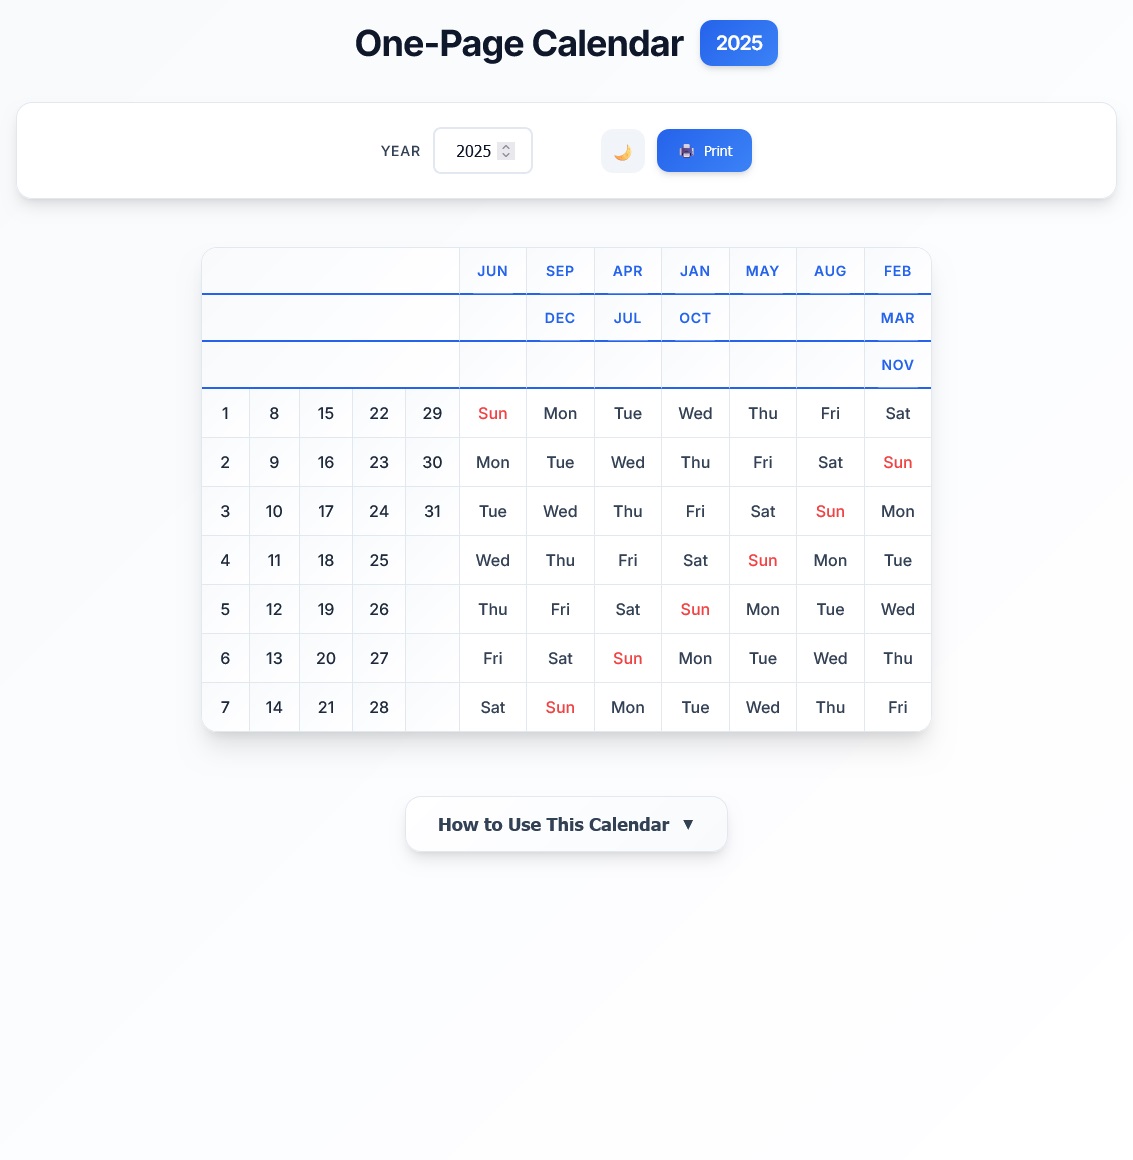 One-Page Calendar 2025
YEAR 2025 Print
JUN SEP APR JAN MAY AUG FEB
DEC JUL OCT MAR
NOV
1 8 15 22 29 Sun Mon Tue Wed Thu Fri Sat
2 9 16 23 30 Mon Tue Wed Thu Fri Sat Sun
3 10 17 24 31 Tue Wed Thu Fri Sat Sun Mon
4 11 18 25 Wed Thu Fri Sat Sun Mon Tue
5 12 19 26 Thu Fri Sat Sun Mon Tue Wed
6 13 20 27 Fri Sat Sun Mon Tue Wed Thu
7 14 21 28 Sat Sun Mon Tue Wed Thu Fri
How to Use This Calendar ▼